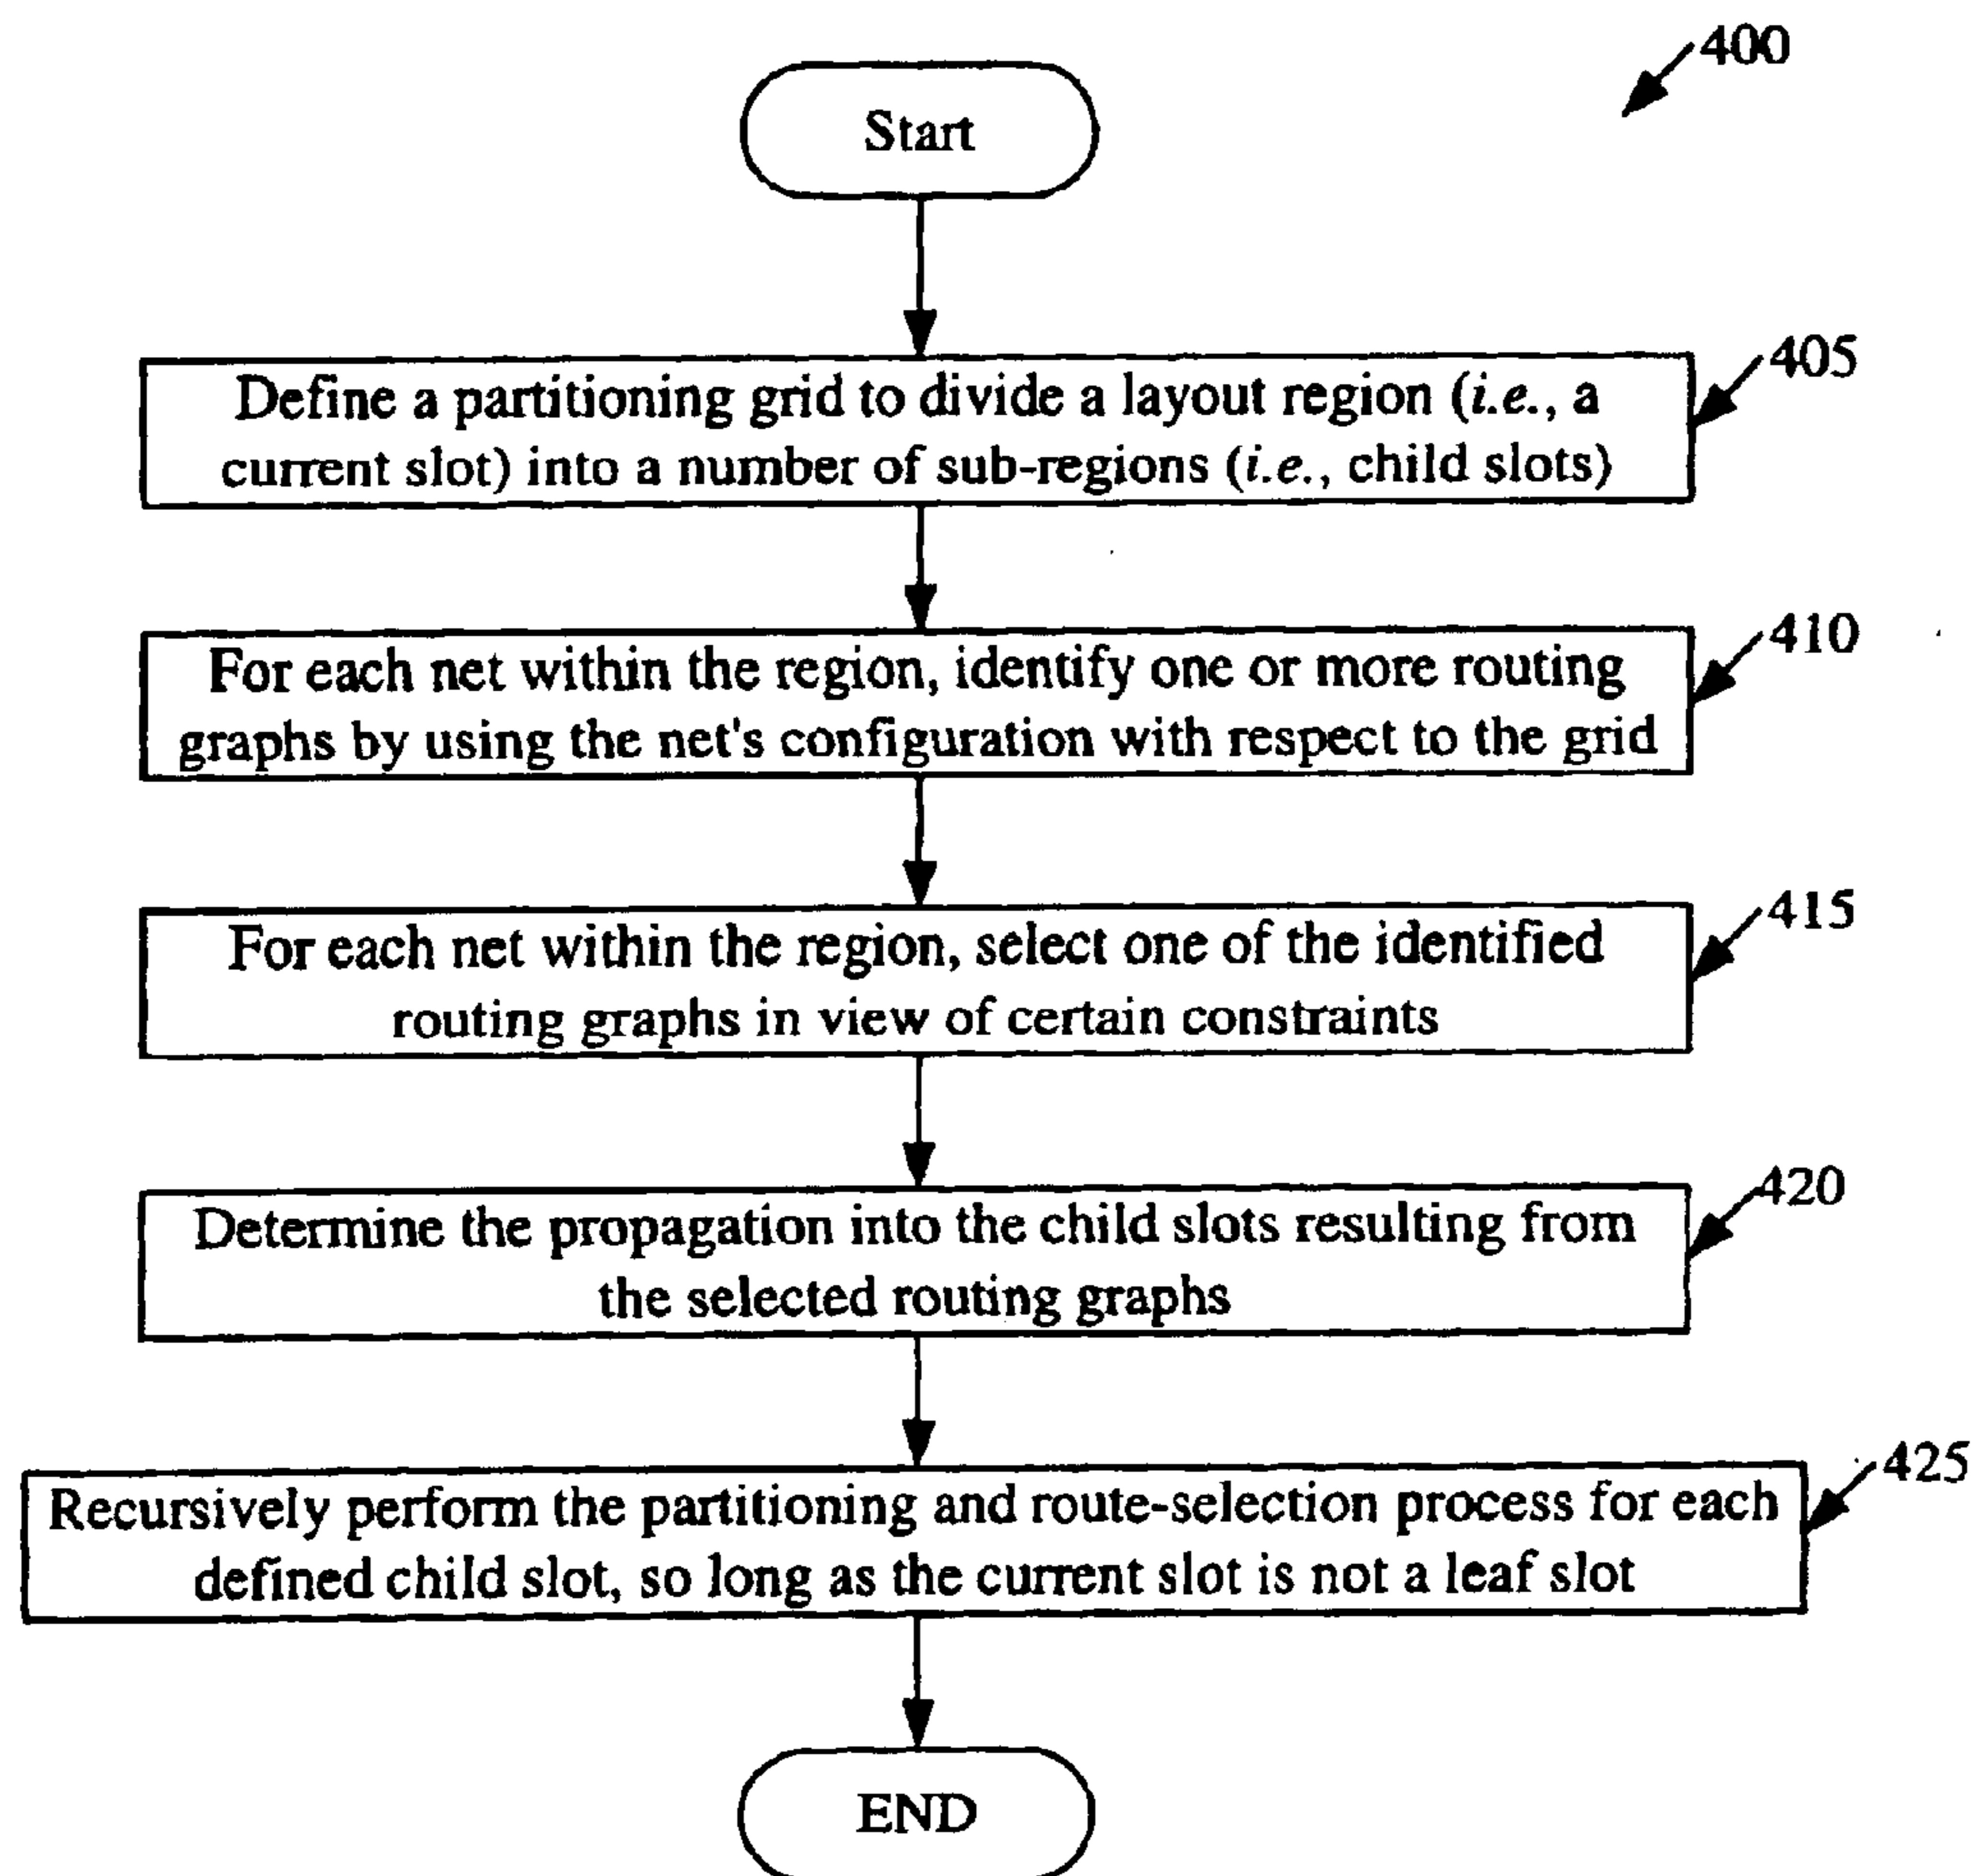 400
Start
405
Define a partitioning grid to divide a layout region (i.e., a
current slot) into a number of sub-regions (i.e., child slots)
410
For each net within the region, identify one or more routing
graphs by using the net's configuration with respect to the grid
415
For each net within the region, select one of the identified
routing graphs in view of certain constraints
420
Determine the propagation into the child slots resulting from
the selected routing graphs
425
Recursively perform the partitioning and route-selection process for each
defined child slot, so long as the current slot is not a leaf slot
END